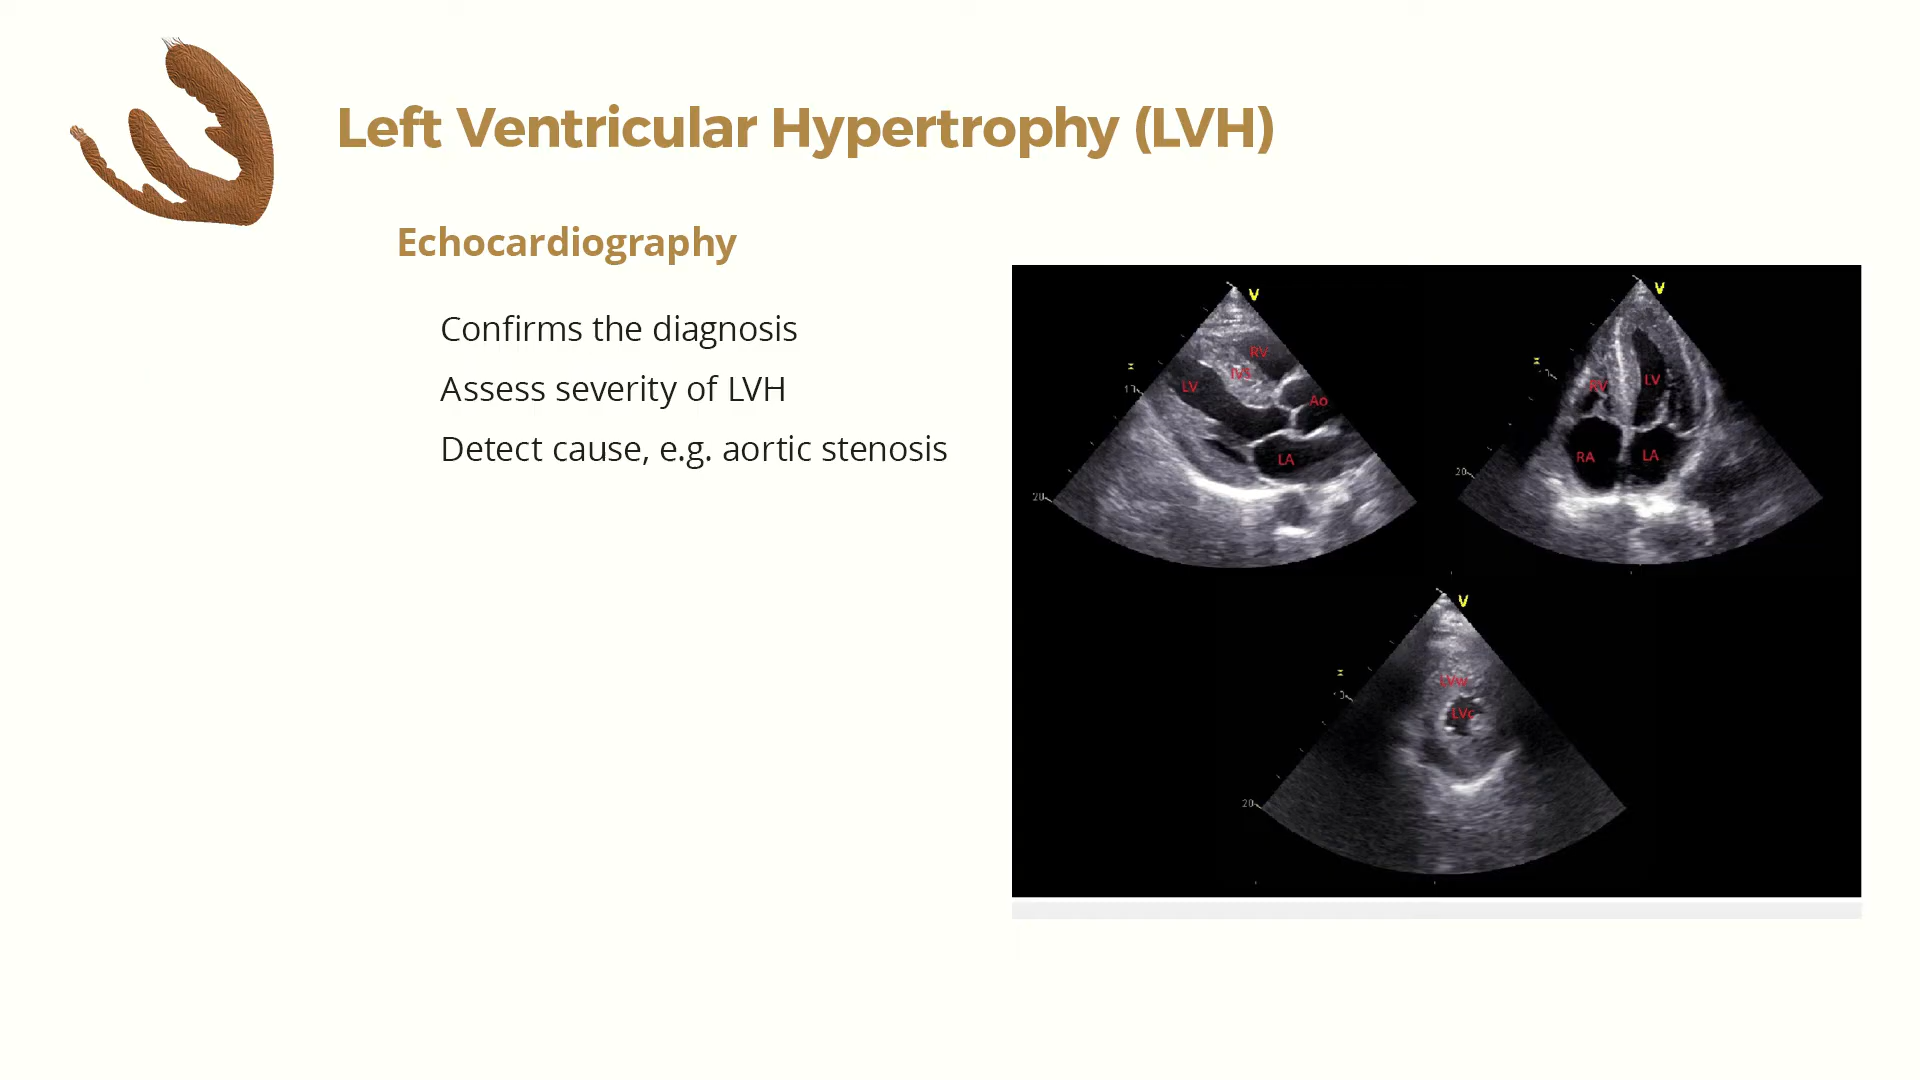 Left Ventricular Hypertrophy (LVH)
Echocardiography
Confirms the diagnosis
Assess severity of LVH
Detect cause, e.g. aortic stenosis
V
RV
IVS
LV
Ao
LA
20
V
RV
LV
RA
LA
20
V
LVw
LVc
20